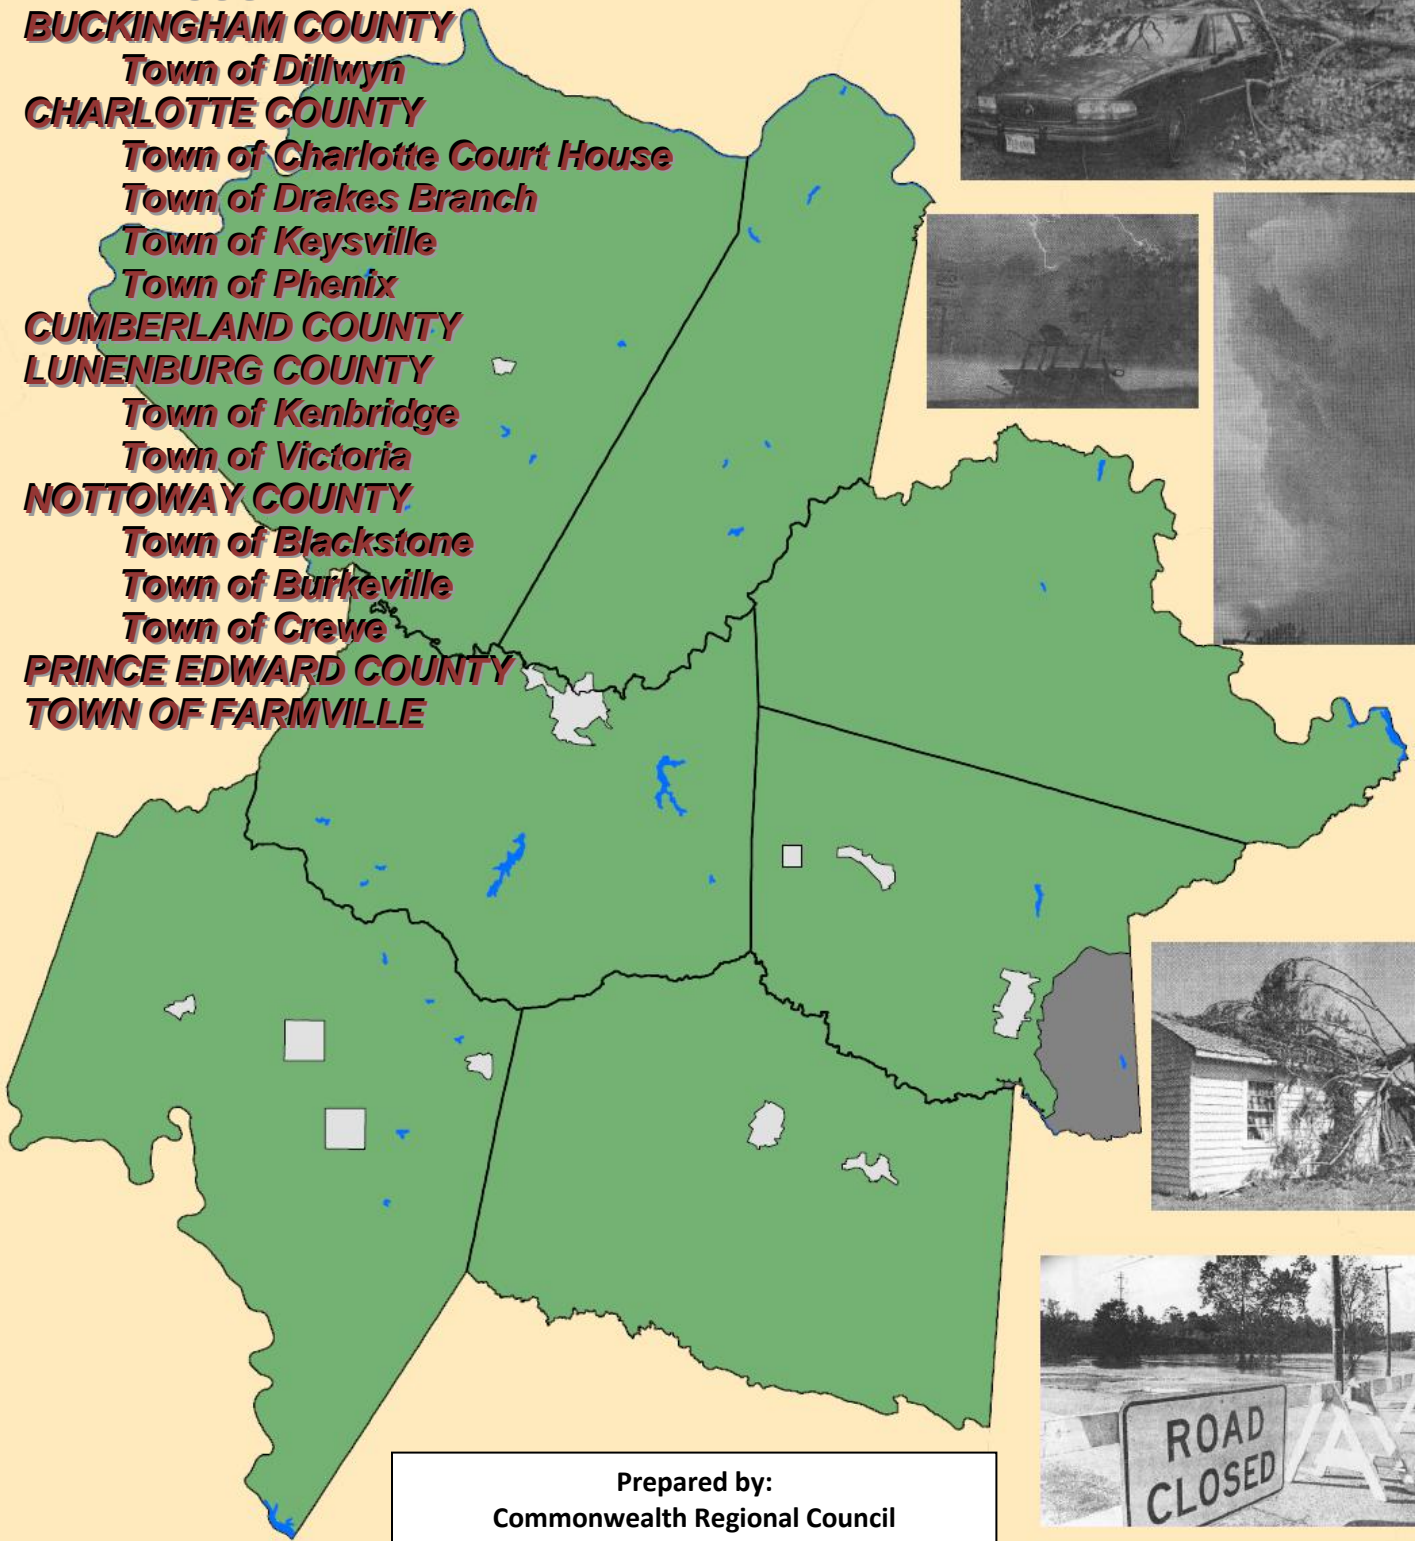 BUCKINGHAM COUNTY
Town of Dillwyn
CHARLOTTE COUNTY
Town of Charlotte Court House
Town of Drakes Branch
Town of Keysville
Town of Phenix
CUMBERLAND COUNTY
LUNENBURG COUNTY
Town of Kenbridge
Town of Victoria
NOTTOWAY COUNTY
Town of Blackstone
Town of Burkeville
Town of Crewe
PRINCE EDWARD COUNTY
TOWN OF FARMVILLE
ROAD
CLOSED
Prepared by:
Commonwealth Regional Council